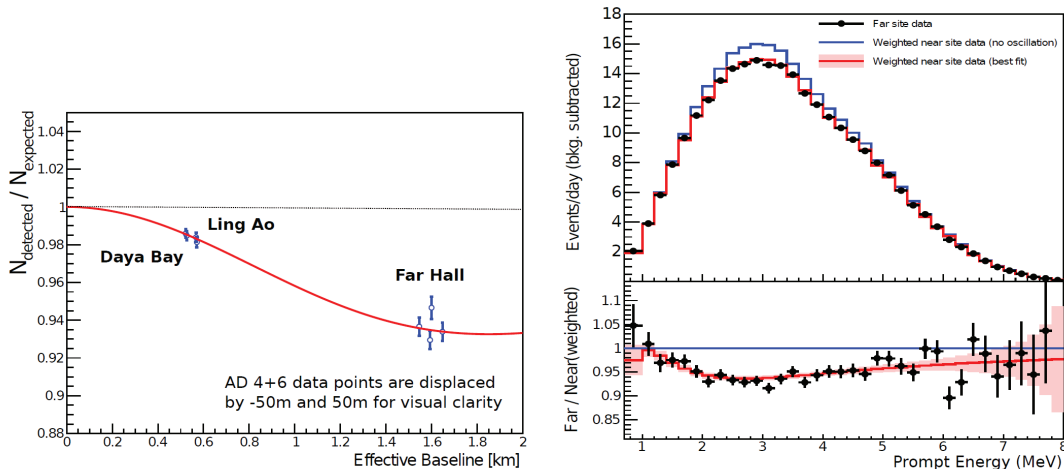 N_detected / N_expected
1.04
1.02
1
0.98
0.96
0.94
0.92
0.9
0.88
Ling Ao
Daya Bay
Far Hall
AD 4+6 data points are displaced
by -50m and 50m for visual clarity
0 0.2 0.4 0.6 0.8 1 1.2 1.4 1.6 1.8 2
Effective Baseline [km]
Events/day (bkg. subtracted)
18
16
14
12
10
8
6
4
2
Far site data
Weighted near site data (no oscillation)
Weighted near site data (best fit)
Far / Near(weighted)
1.1
1.05
1
0.95
0.9
0.85
1 2 3 4 5 6 7 8
Prompt Energy (MeV)